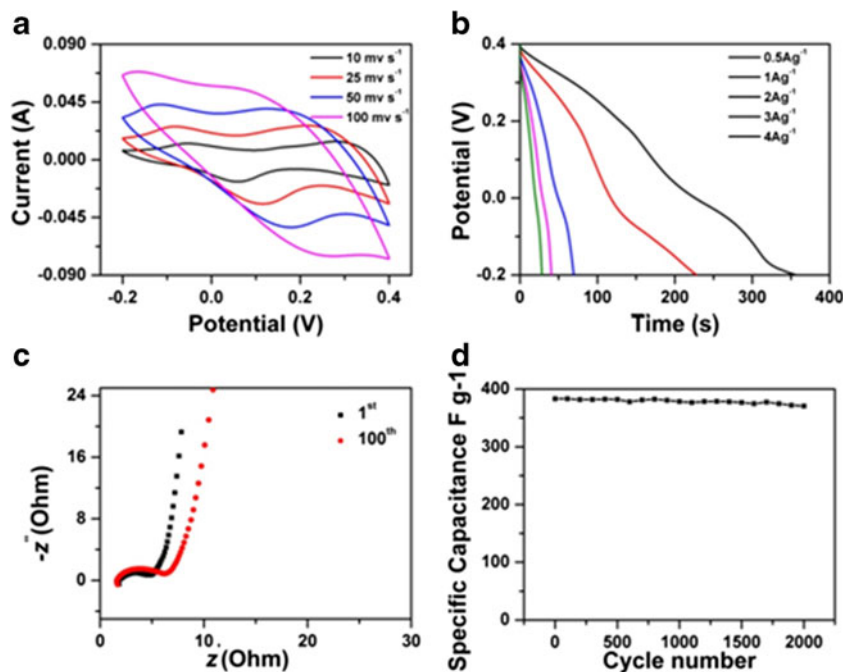 a
0.090
0.045
0.000
-0.045
-0.090
Current (A)
10 mv s-1
25 mv s-1
50 mv s-1
100 mv s-1
-0.2 0.0 0.2 0.4
Potential (V)
b
0.4
0.2
0.0
-0.2
Potential (V)
0.5Ag-1
1Ag-1
2Ag-1
3Ag-1
4Ag-1
0 100 200 300 400
Time (s)
c
24
16
8
0
-z''(Ohm)
1st
100th
0 10 20 30
z'(Ohm)
d
400
300
200
100
0
Specific Capacitance F g-1
0 500 1000 1500 2000
Cycle number